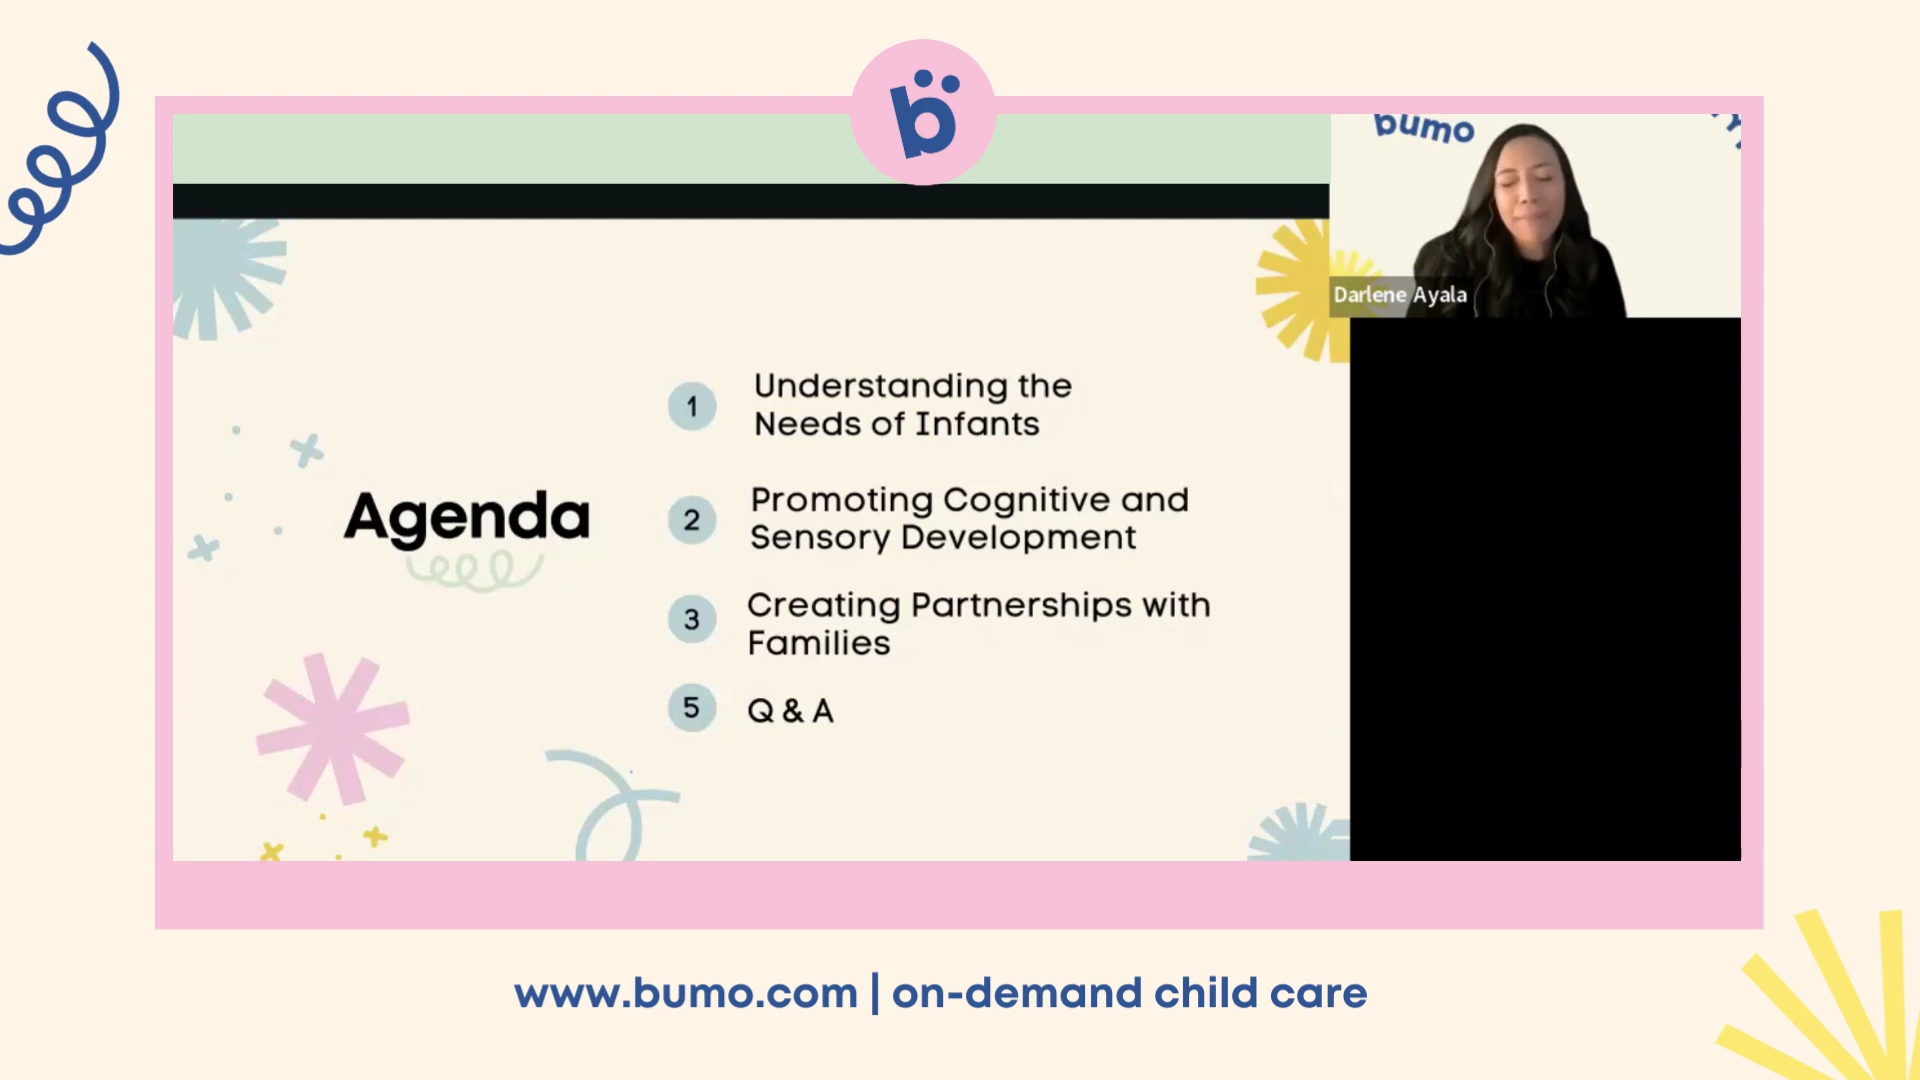 b
bumo
Darlene Ayala
Agenda
1
Understanding the
Needs of Infants
2
Promoting Cognitive and
Sensory Development
3
Creating Partnerships with
Families
5
Q & A
www.bumo.com | on-demand child care